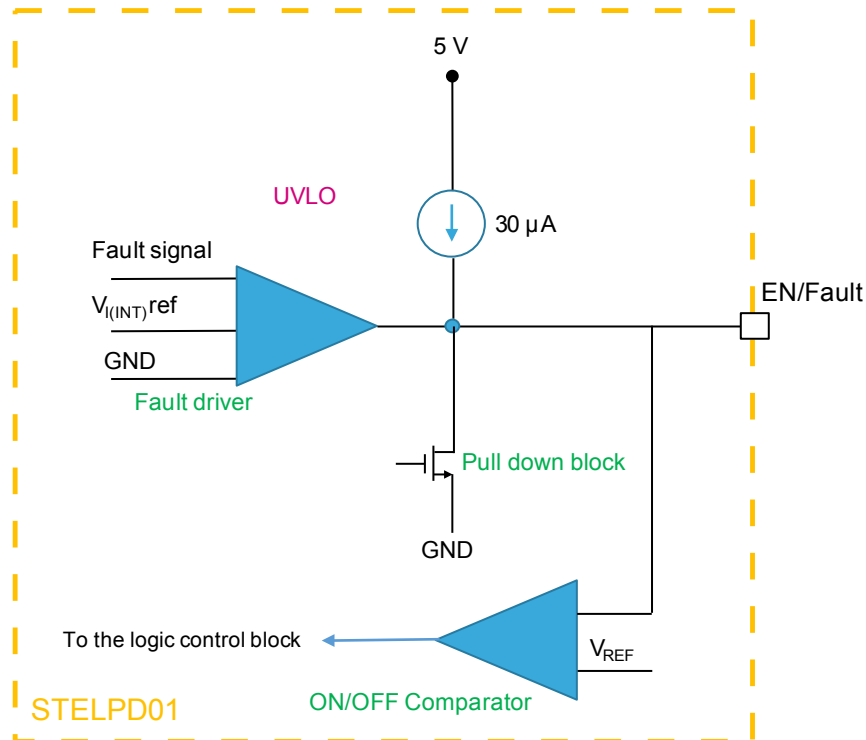 5 V
UVLO
30 µA
Fault signal
EN/Fault
V_I(INT) ref
GND
Fault driver
Pull down block
GND
To the logic control block
V_REF
STELPD01
ON/OFF Comparator